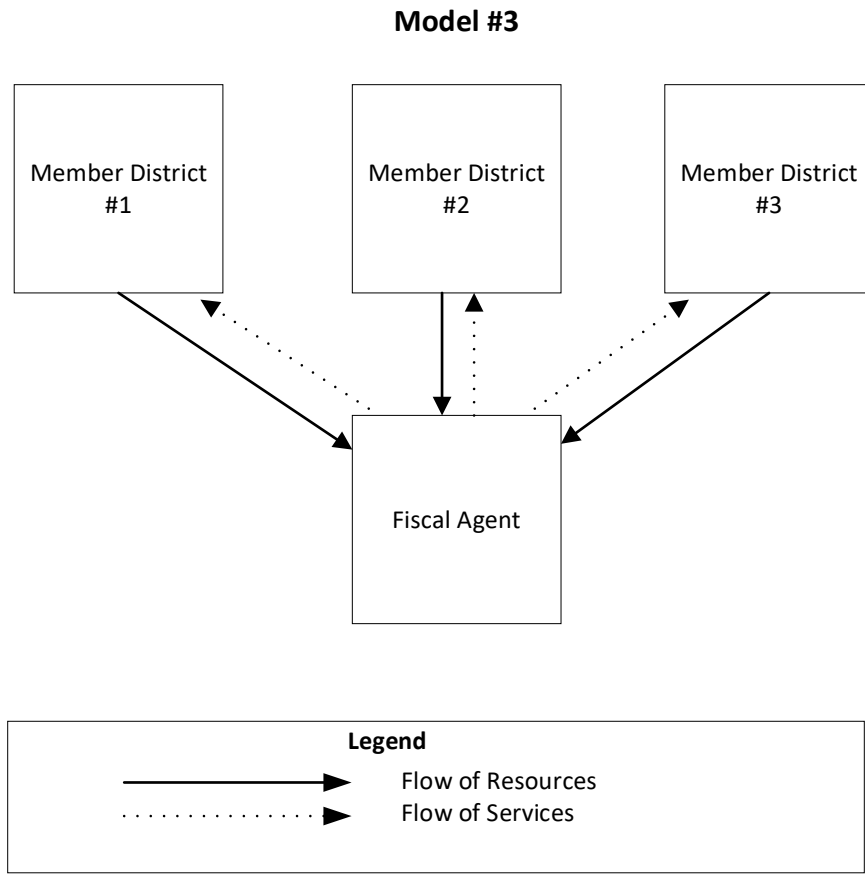 Model #3
Member District
#1
Member District
#2
Member District
#3
Fiscal Agent
Legend
Flow of Resources
Flow of Services